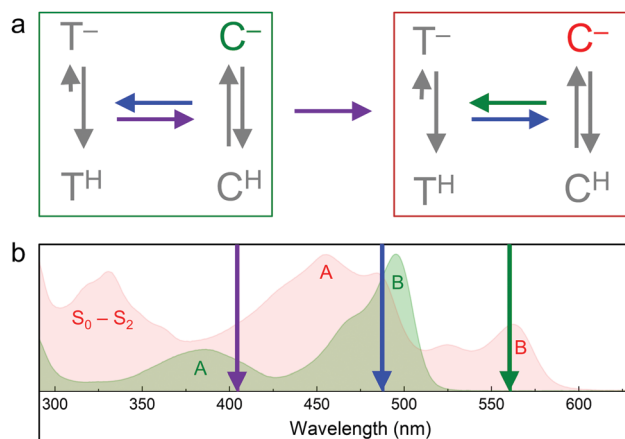 a
T⁻ C⁻ T⁻ C⁻
Tᴴ Cᴴ Tᴴ Cᴴ
b
A
B
S₀ – S₂
B
A
300 350 400 450 500 550 600
Wavelength (nm)